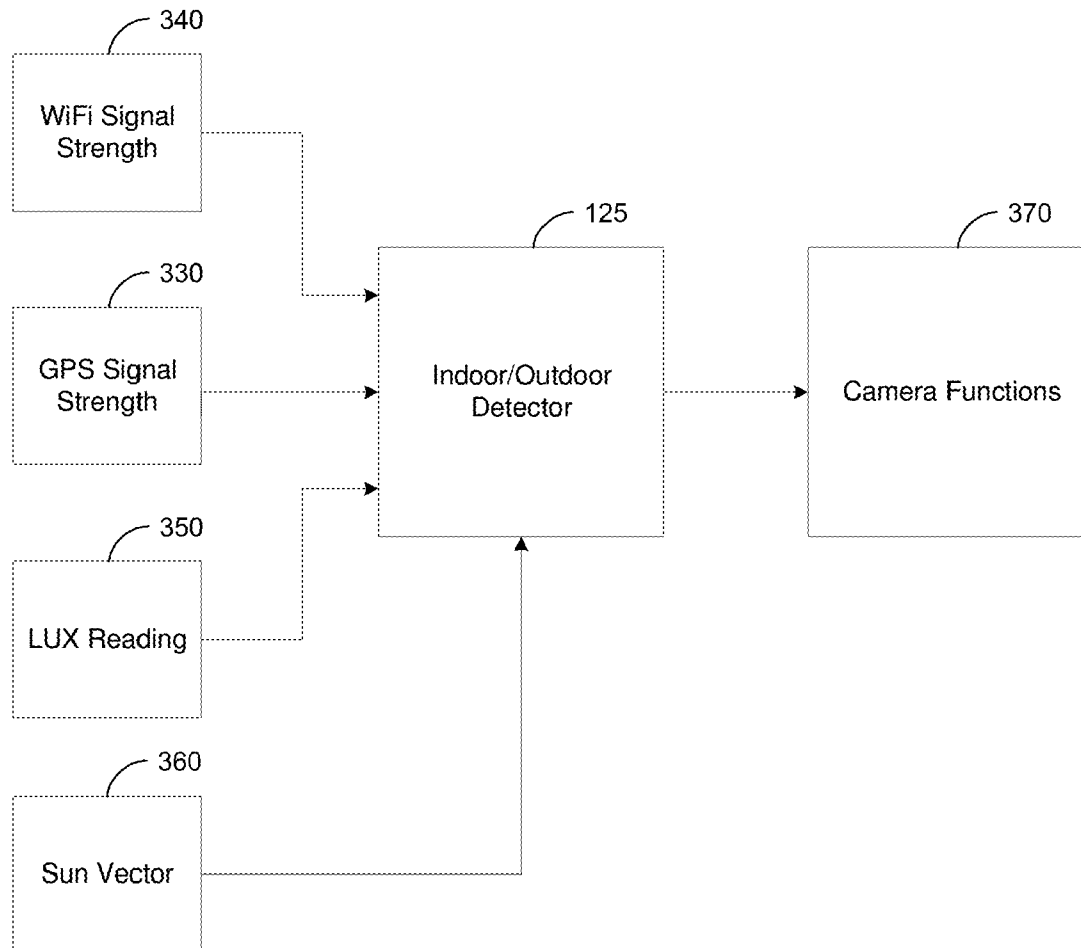 340
WiFi Signal
Strength
330
GPS Signal
Strength
350
LUX Reading
360
Sun Vector
125
Indoor/Outdoor
Detector
370
Camera Functions